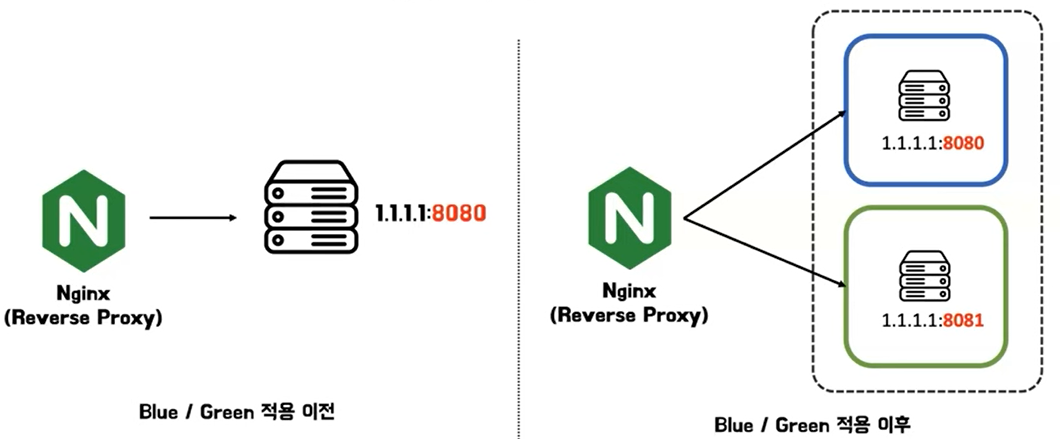 N
1.1.1.1:8080
Nginx
(Reverse Proxy)
Blue / Green 적용 이전
N
Nginx
(Reverse Proxy)
1.1.1.1:8080
1.1.1.1:8081
Blue / Green 적용 이후